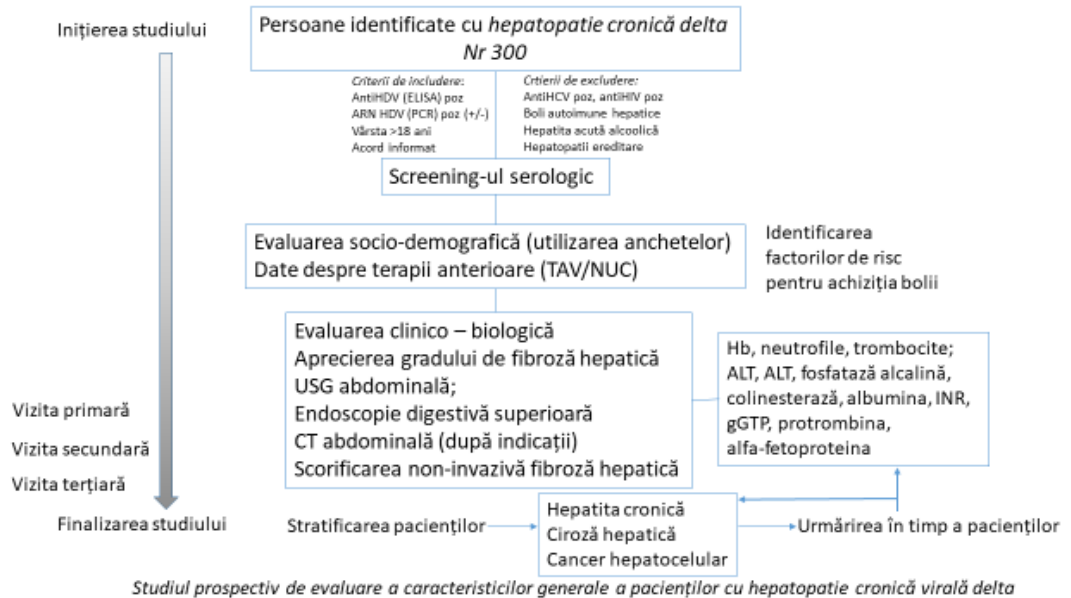 Inițierea studiului
Persoane identificate cu hepatopatie cronică delta
Nr 300
Criterii de includere:
AntiHDV (ELISA) poz
ARN HDV (PCR) poz (+/-)
Vârsta >18 ani
Acord informat
Crtierii de excludere:
AntiHCV poz, antiHIV poz
Boli autoimune hepatice
Hepatita acută alcoolică
Hepatopatii ereditare
Screening-ul serologic
Evaluarea socio-demografică (utilizarea anchetelor)
Date despre terapii anterioare (TAV/NUC)
Identificarea
factorilor de risc
pentru achiziția bolii
Evaluarea clinico – biologică
Aprecierea gradului de fibroză hepatică
USG abdominală;
Endoscopie digestivă superioară
CT abdominală (după indicații)
Scorificarea non-invazivă fibroză hepatică
Hb, neutrofile, trombocite;
ALT, ALT, fosfatază alcalină,
colinesterază, albumina, INR,
gGTP, protrombina,
alfa-fetoproteina
Vizita primară
Vizita secundară
Vizita terțiară
Finalizarea studiului
Stratificarea pacienților
Hepatita cronică
Ciroză hepatică
Cancer hepatocelular
Urmărirea în timp a pacienților
Studiul prospectiv de evaluare a caracteristicilor generale a pacienților cu hepatopatie cronică virală delta